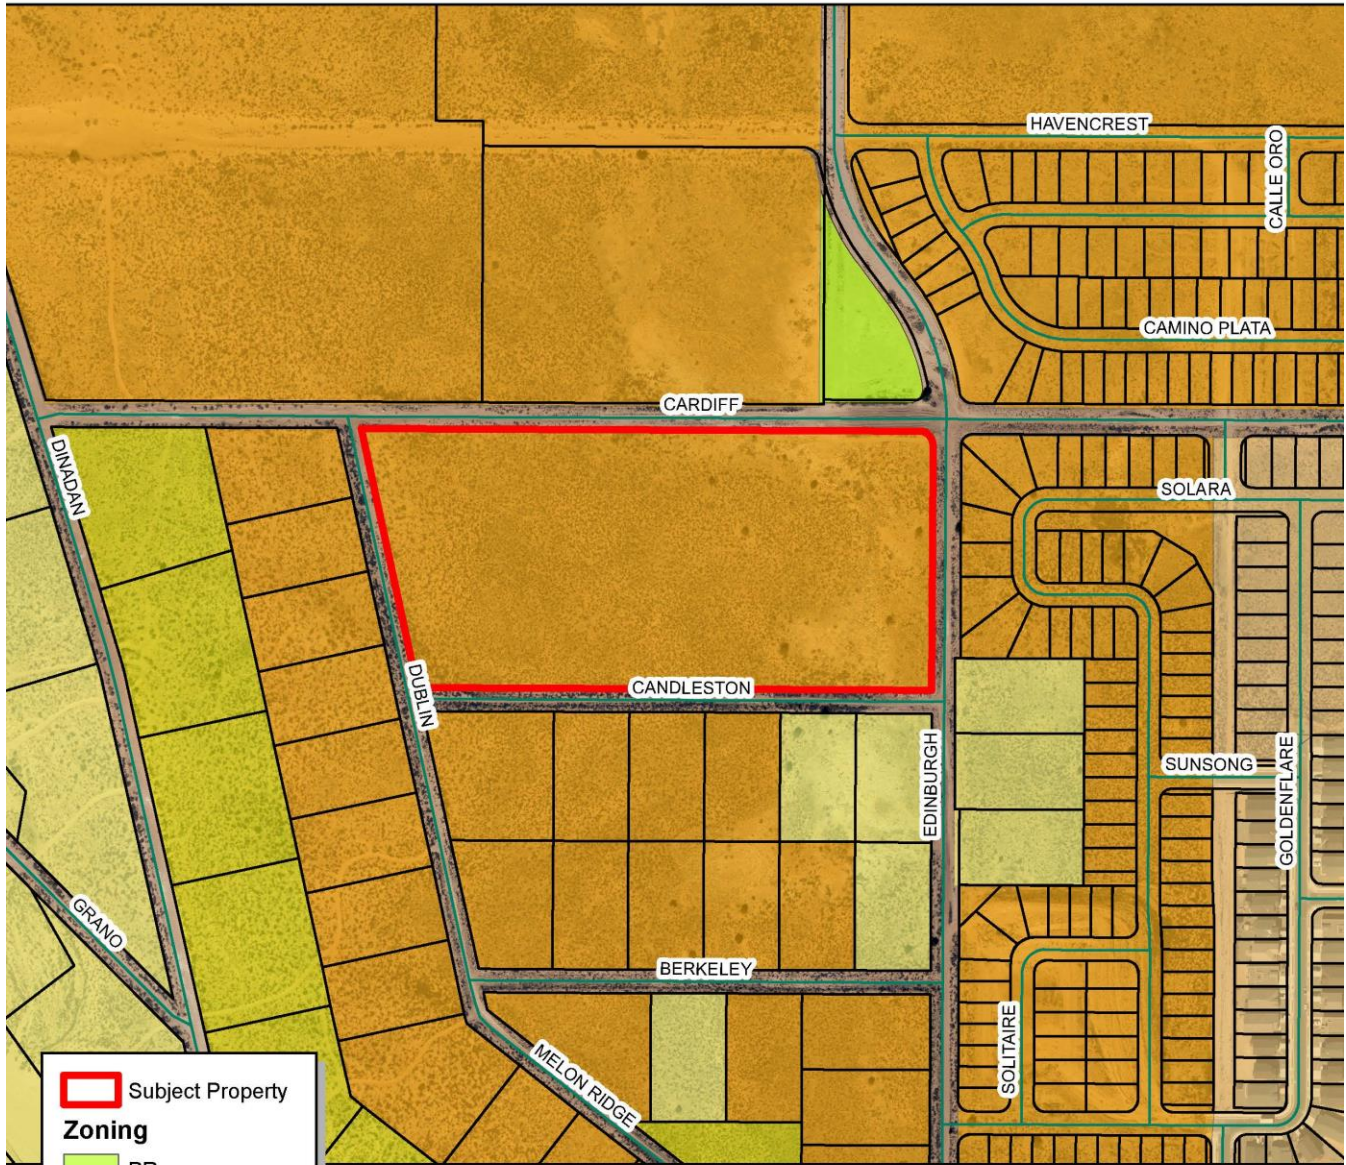 HAVENCREST
CALLE ORO
CAMINO PLATA
CARDIFF
DINADAN
SOLARA
DUBLIN
CANDLESTON
EDINBURGH
SUNSONG
GOLDENFLARE
GRANO
BERKELEY
SOLITAIRE
MELON RIDGE
Subject Property
Zoning